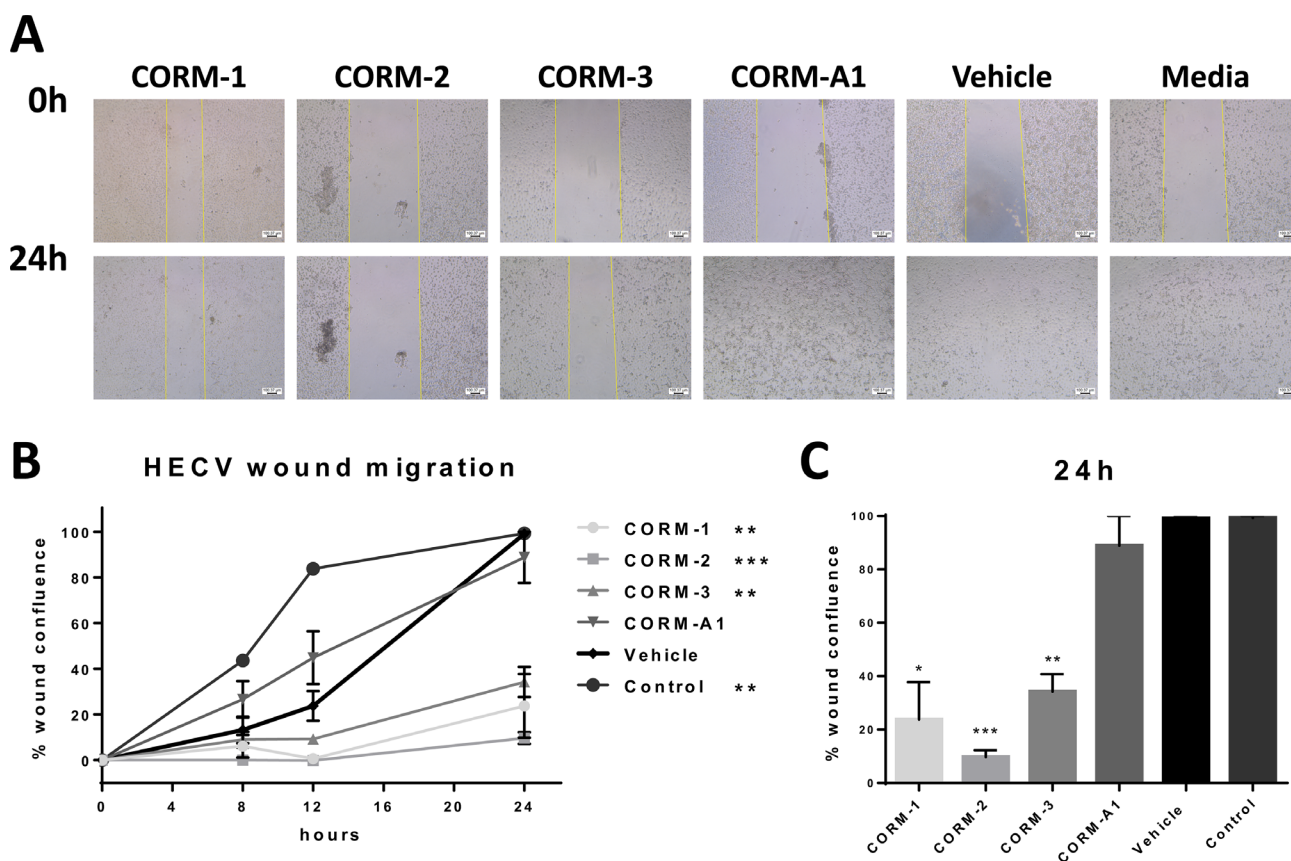 A
CORM-1 CORM-2 CORM-3 CORM-A1 Vehicle Media
0h
24h
B
HECV wound migration
% wound confluence
100
80
60
40
20
0
0 4 8 12 16 20 24
hours
CORM-1 **
CORM-2 ***
CORM-3 **
CORM-A1
Vehicle
Control **
C
24h
% wound confluence
100
80
60
40
20
0
*
***
**
CORM-1 CORM-2 CORM-3 CORM-A1 Vehicle Control